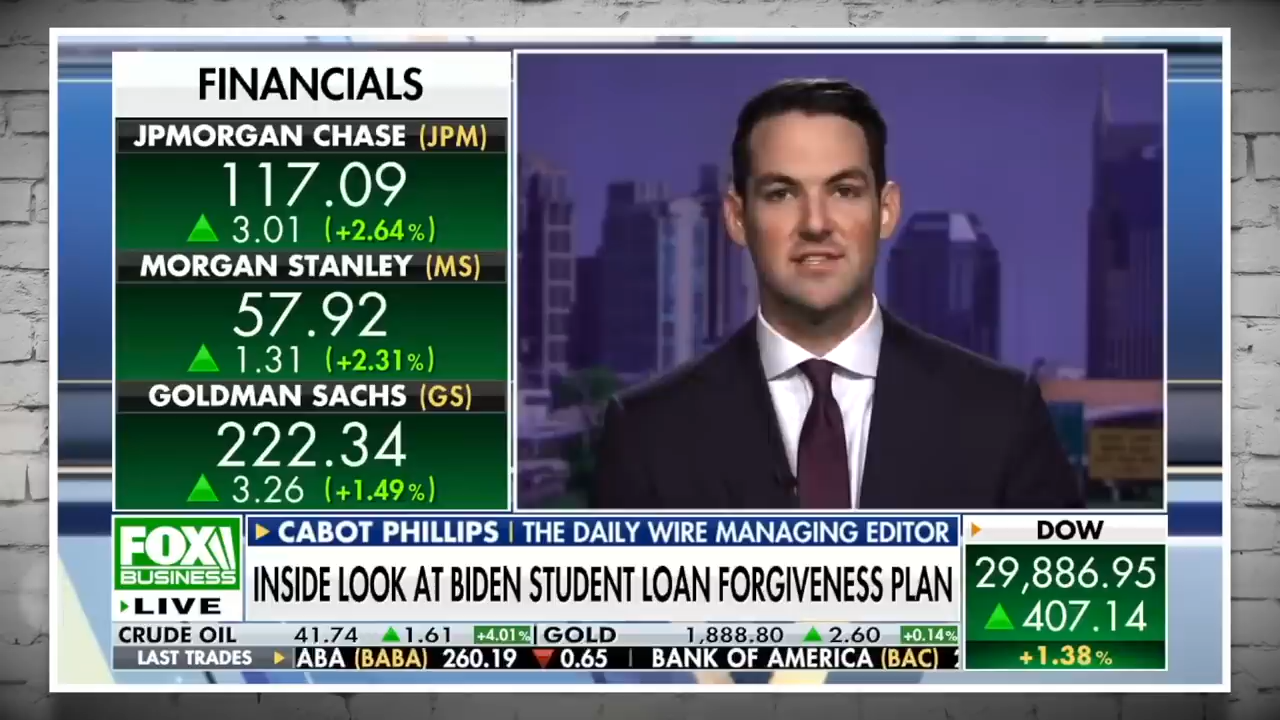 FINANCIALS
JPMORGAN CHASE (JPM)
117.09
▲ 3.01 (+2.64%)
MORGAN STANLEY (MS)
57.92
▲ 1.31 (+2.31%)
GOLDMAN SACHS (GS)
222.34
▲ 3.26 (+1.49%)
FOX
BUSINESS
LIVE
CABOT PHILLIPS | THE DAILY WIRE MANAGING EDITOR
INSIDE LOOK AT BIDEN STUDENT LOAN FORGIVENESS PLAN
DOW
29,886.95
▲ 407.14
+1.38%
CRUDE OIL 41.74 ▲ 1.61 +4.01% | GOLD 1,888.80 ▲ 2.60 +0.14%
LAST TRADES ABA (BABA) 260.19 ▼ 0.65 | BANK OF AMERICA (BAC)